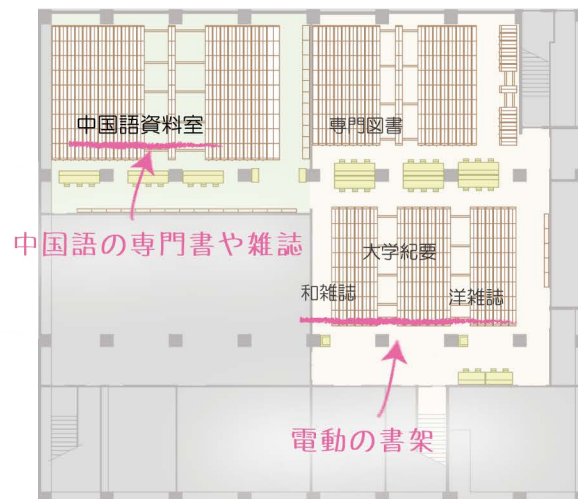 中国語資料室
専門図書
中国語の専門書や雑誌
大学紀要
和雑誌
洋雑誌
電動の書架